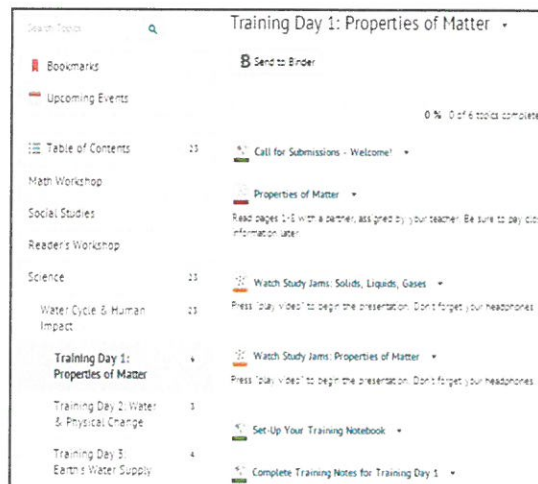 Search Topics
Bookmarks
Upcoming Events
Table of Contents 23
Math Workshop
Social Studies
Reader's Workshop
Science 23
Water Cycle & Human
Impact 23
Training Day 1:
Properties of Matter
Training Day 2: Water
& Physical Change 3
Training Day 3:
Earth's Water Supply 4
Training Day 1: Properties of Matter
B Send to Binder
0 % 0 of 6 topics complete
Call for Submissions - Welcome!
Properties of Matter
Read pages 1-6 with a partner, assigned by your teacher. Be sure to pay clos
information later.
Watch Study Jams: Solids, Liquids, Gases
Press "play video" to begin the presentation. Don't forget your headphones
Watch Study Jams: Properties of Matter
Press "play video" to begin the presentation. Don't forget your headphones
Set-Up Your Training Notebook
Complete Training Notes for Training Day 1